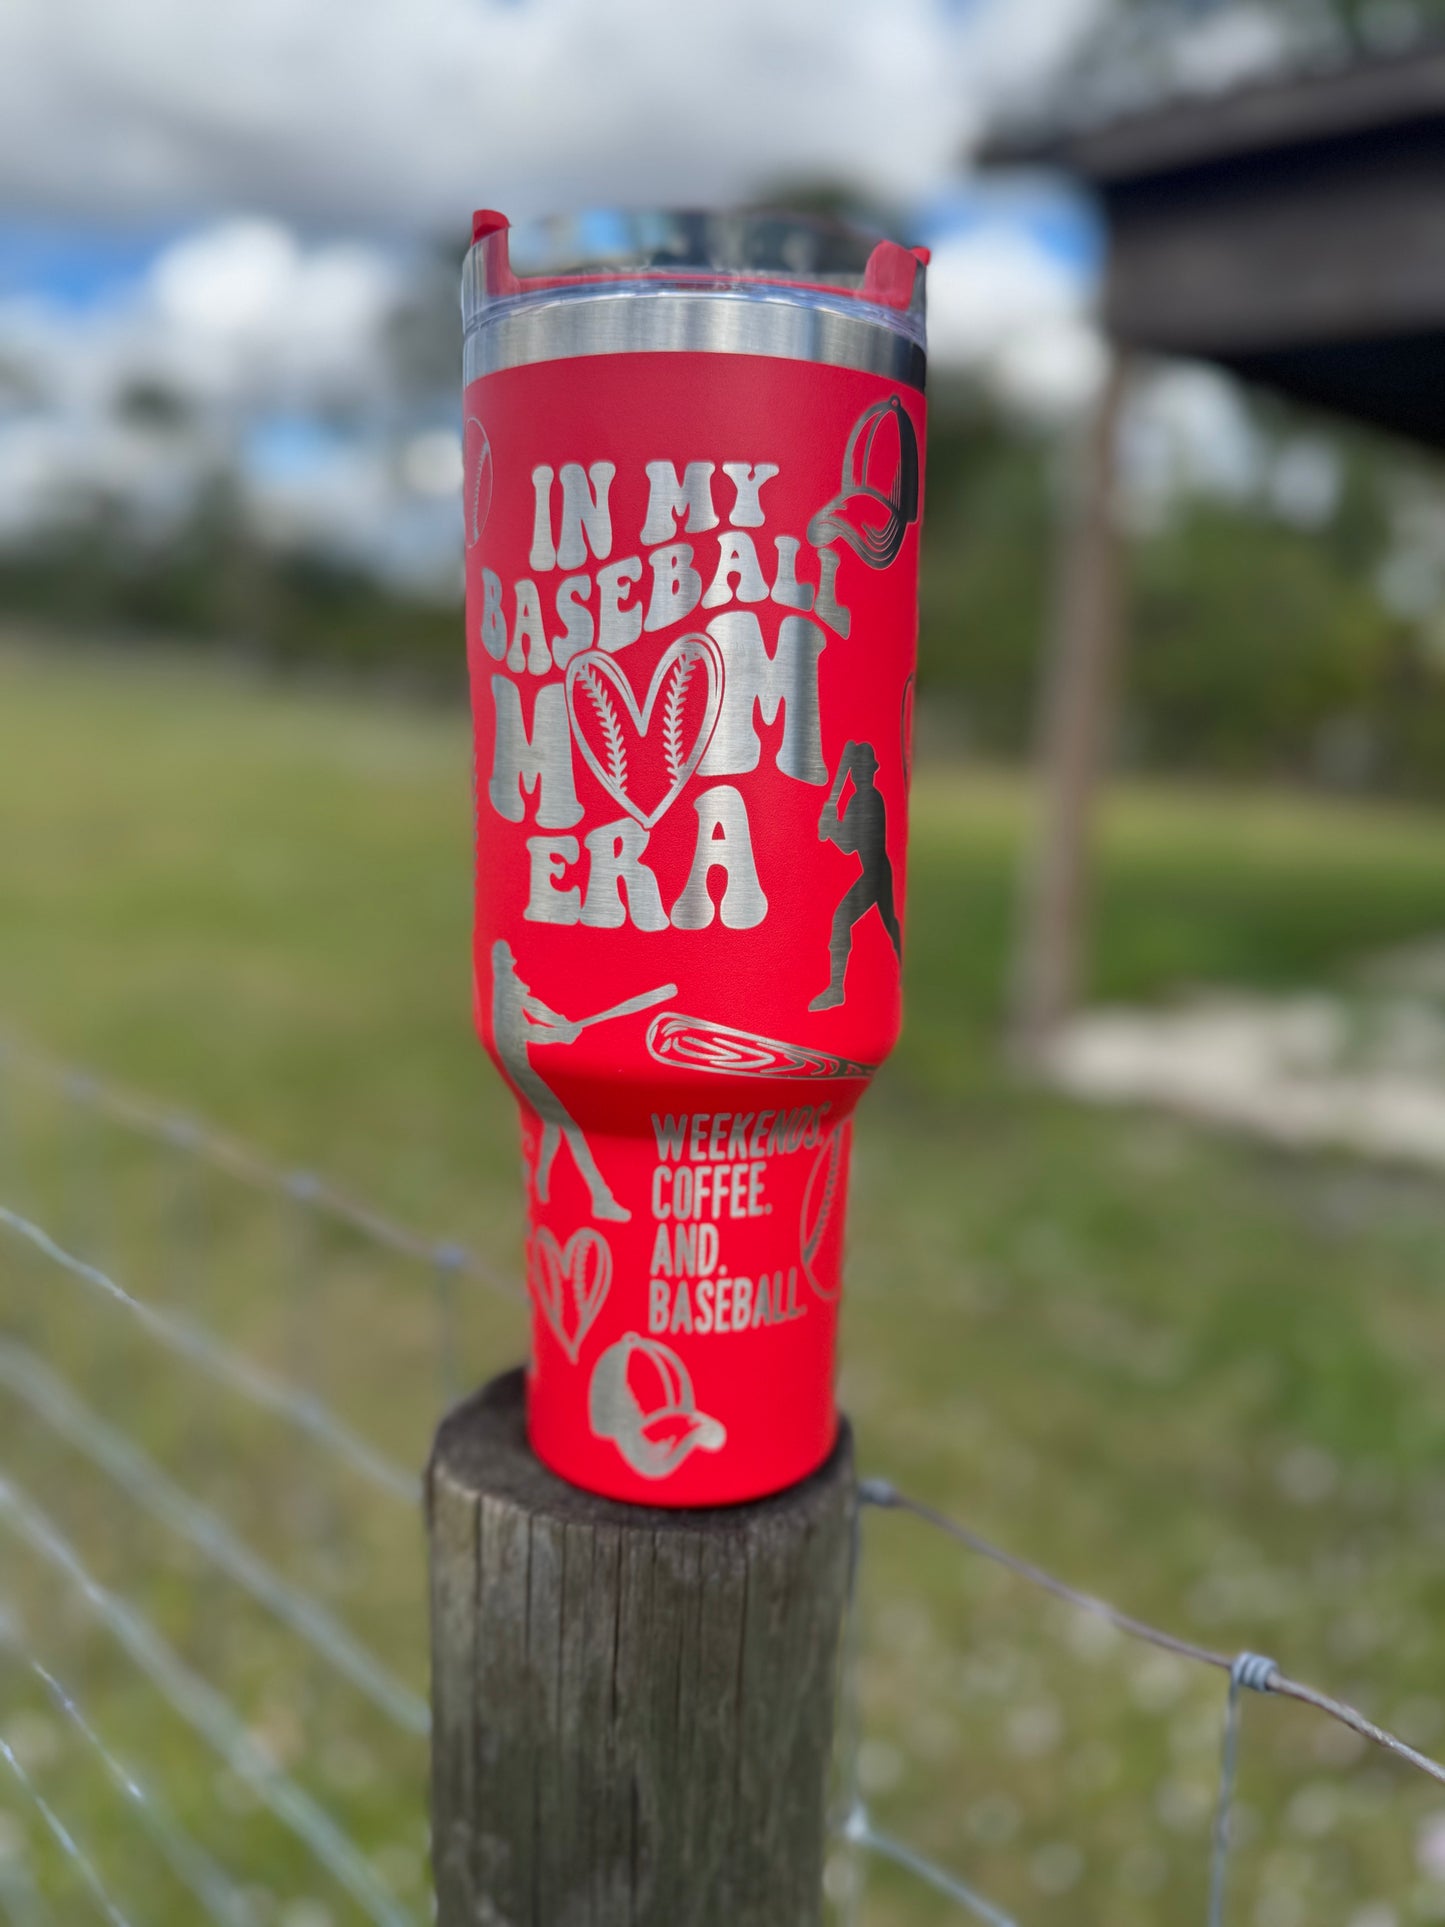 IN MY
BASEBALL
MOM
ERA
WEEKENDS.
COFFEE.
AND.
BASEBALL.